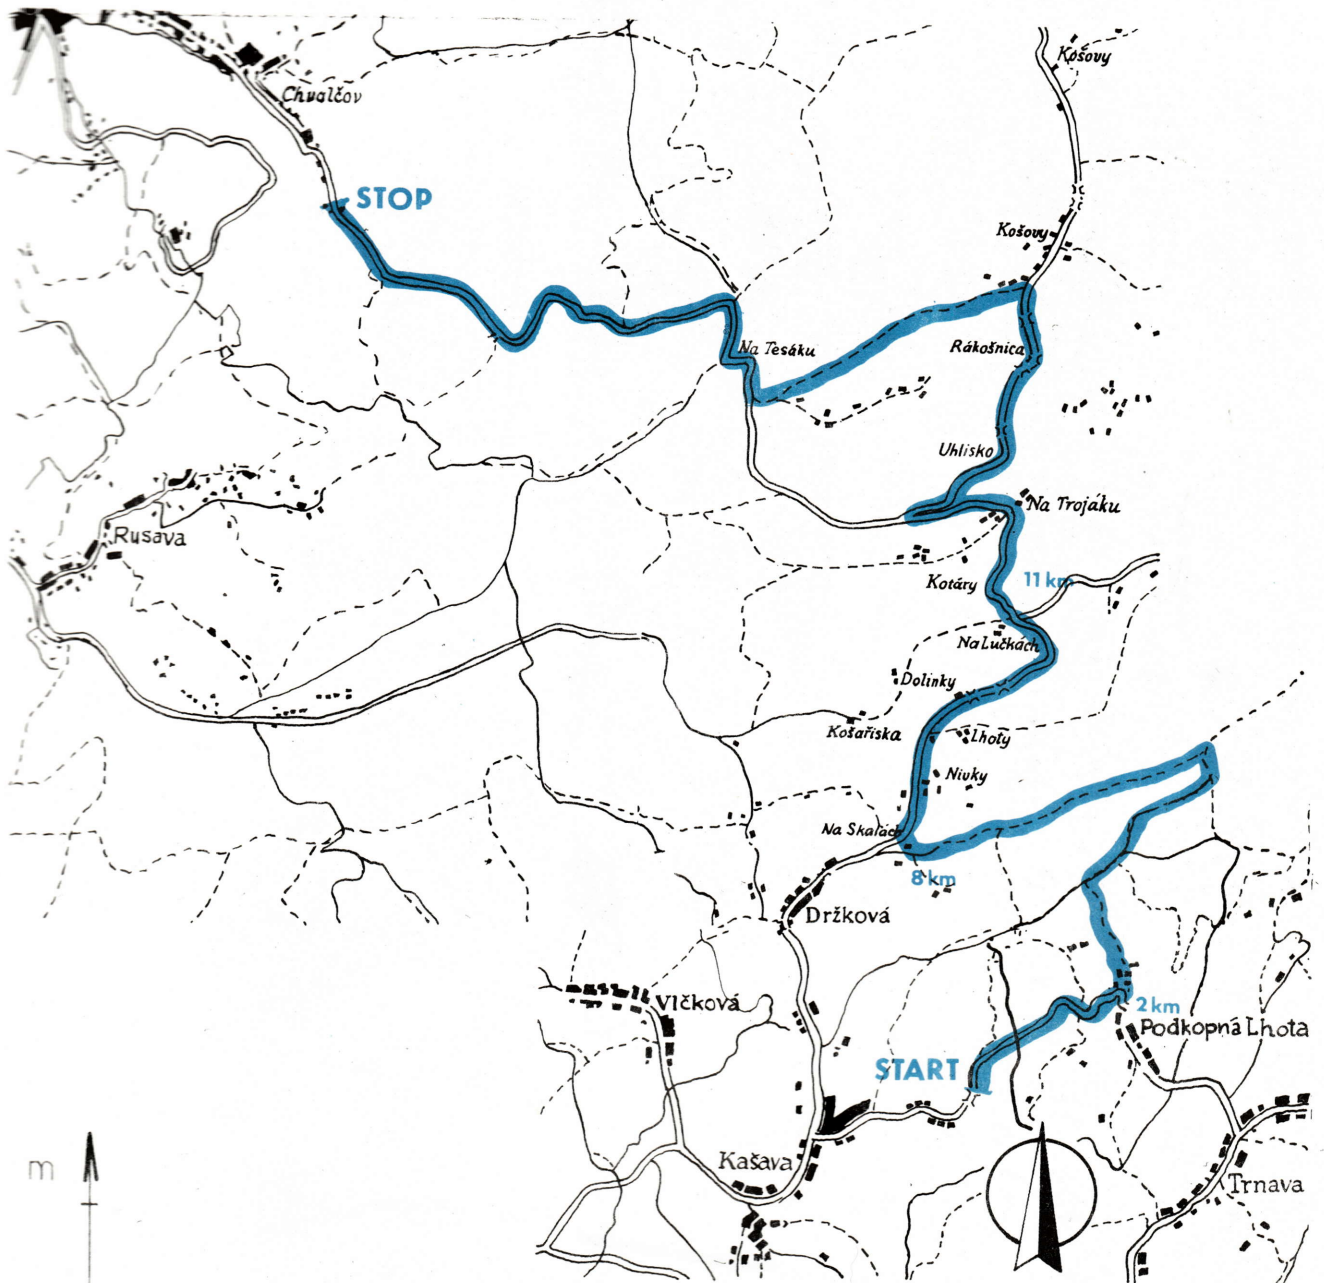 Košovy
Chvalčov
STOP
Košovy
Na Tesáku
Rákošnica
Uhlisko
Na Trojáku
Rusava
Kotáry
11 km
Na Lučkách
Dolinky
Košařiska
Lhoty
Nivky
Na Skalách
8 km
Držková
Vlčková
2 km
Podkopná Lhota
START
m
Kašava
Trnava